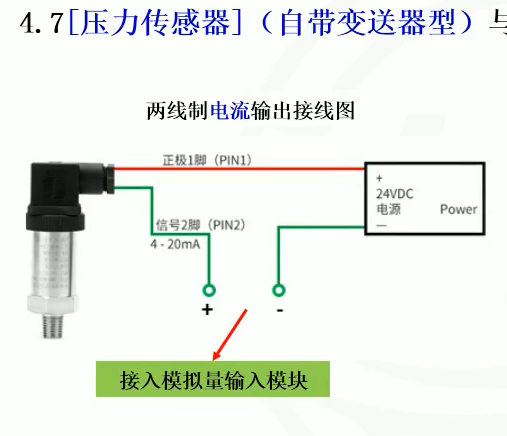 4.7[压力传感器]（自带变送器型）与
两线制电流输出接线图
正极1脚（PIN1）
+
24VDC
电源 Power
—
信号2脚（PIN2）
4 - 20mA
+ -
接入模拟量输入模块